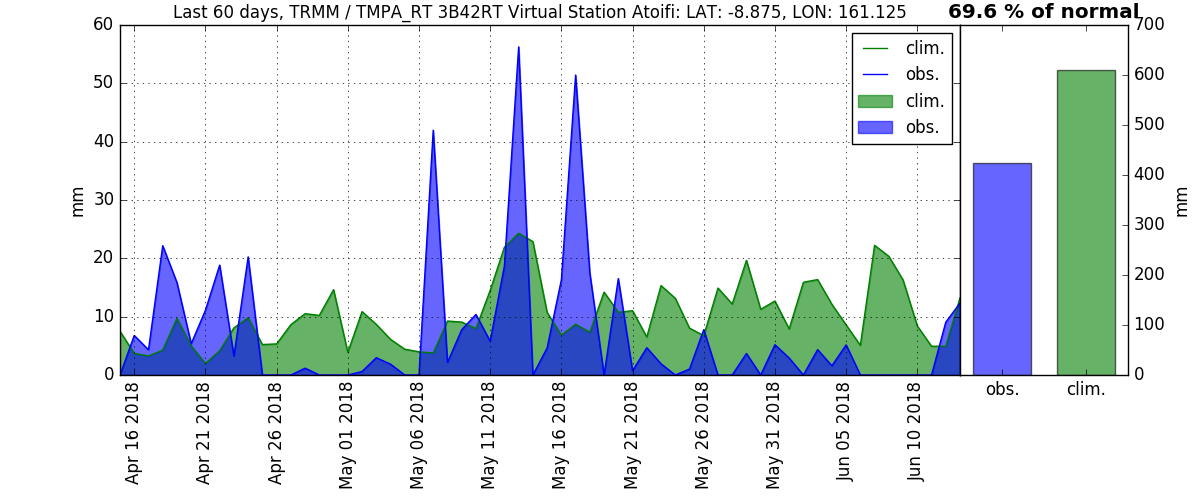 Last 60 days, TRMM / TMPA_RT 3B42RT Virtual Station Atoifi: LAT: -8.875, LON: 161.125
69.6 % of normal
60
50
40
30
20
10
0
mm
clim.
obs.
clim.
obs.
700
600
500
400
300
200
100
0
mm
Apr 16 2018
Apr 21 2018
Apr 26 2018
May 01 2018
May 06 2018
May 11 2018
May 16 2018
May 21 2018
May 26 2018
May 31 2018
Jun 05 2018
Jun 10 2018
obs.
clim.